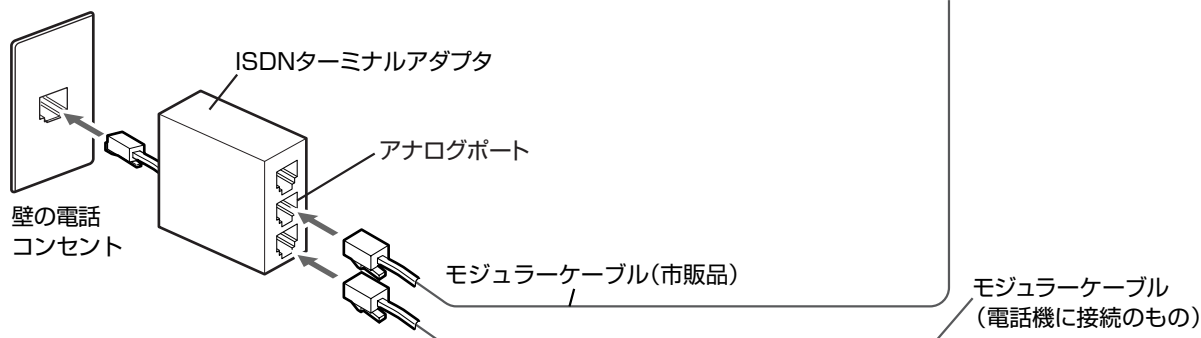 ISDNターミナルアダプタ
アナログポート
壁の電話
コンセント
モジュラーケーブル（市販品）
モジュラーケーブル
（電話機に接続のもの）